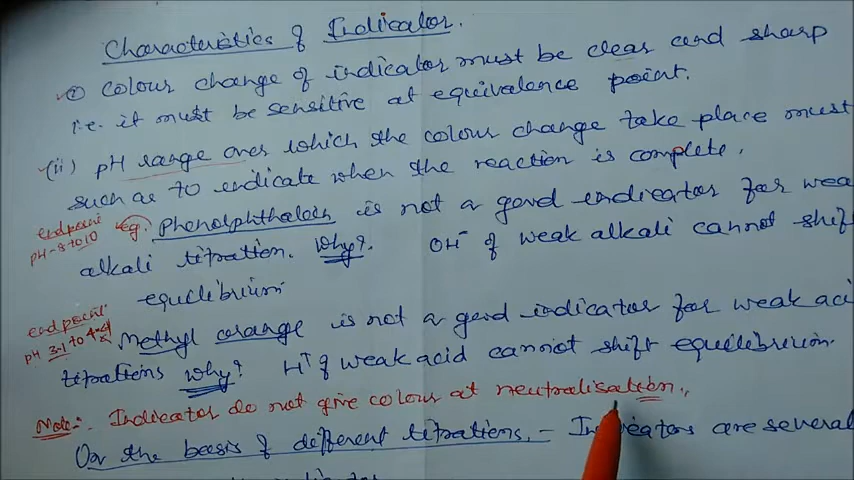 Characteristics of Indicator.
(i) Colour change of indicator must be clear and sharp
i.e. it must be sensitive at equivalence point.
(ii) pH range over which the colour change take place must
such as to indicate when the reaction is complete.
end point
pH - 8 to 10
eg. Phenolphthalein is not a good indicator for wea
alkali titration. Why? OH⁻ of weak alkali cannot shift
equilibrium
end point
pH 3.1 to 4.4
Methyl orange is not a good indicator for weak aci
titrations why? H⁺ of weak acid cannot shift equilibrium.
Note:- Indicator do not give colour at neutralisation.
On the basis of different titrations. - Indicators are several